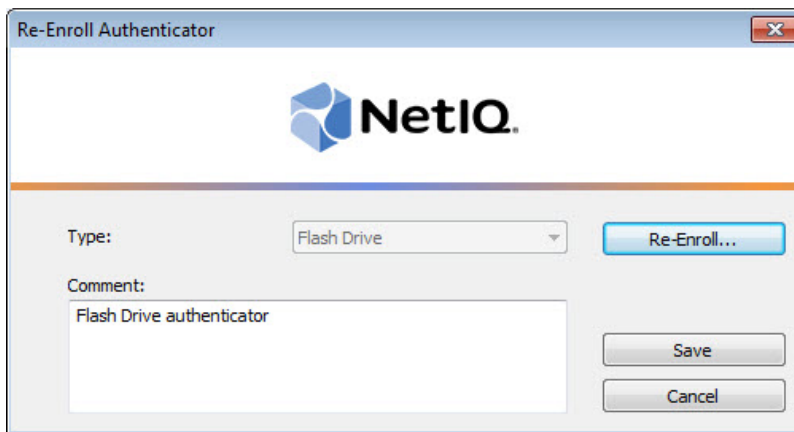 Re-Enroll Authenticator
NetIQ.
Type:
Flash Drive
Re-Enroll...
Comment:
Flash Drive authenticator
Save
Cancel